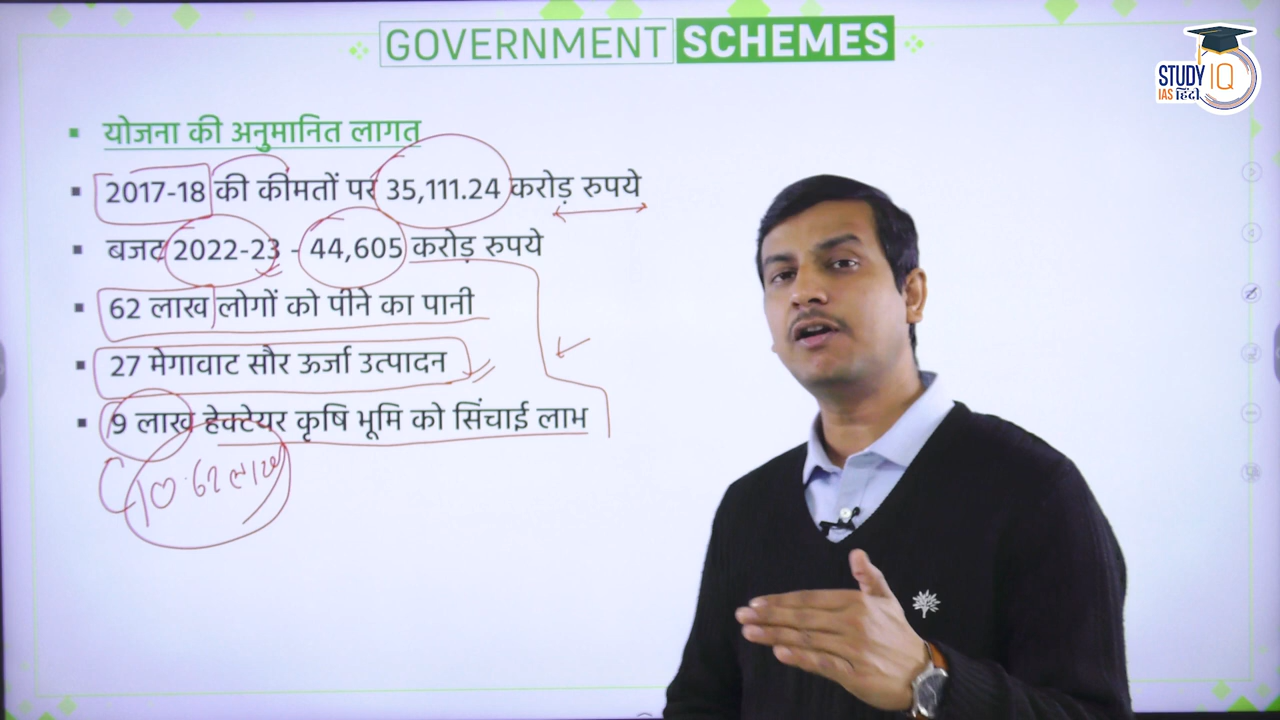 GOVERNMENT SCHEMES
STUDY IQ
IAS हिंदी
योजना की अनुमानित लागत
2017-18 की कीमतों पर 35,111.24 करोड़ रुपये
बजट 2022-23 - 44,605 करोड़ रुपये
62 लाख लोगों को पीने का पानी
27 मेगावाट सौर ऊर्जा उत्पादन
9 लाख हेक्टेयर कृषि भूमि को सिंचाई लाभ
10.62 लाख